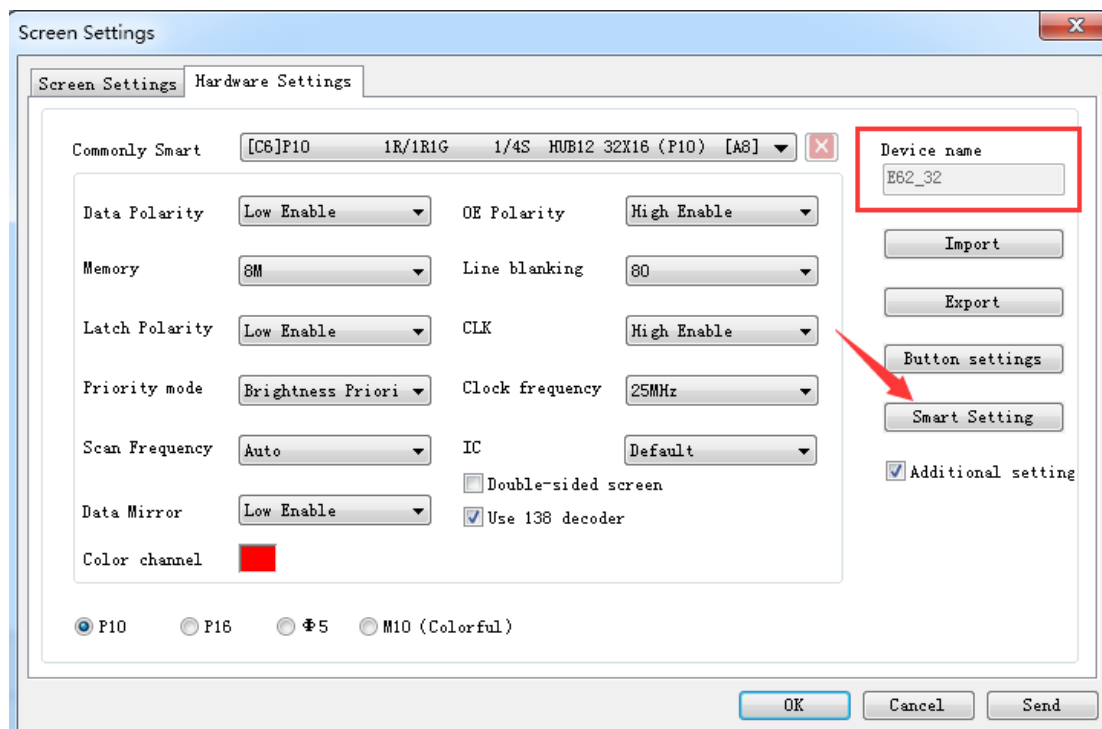 Screen Settings
Screen Settings
Hardware Settings
Commonly Smart
[C6]P10 1R/1R1G 1/4S HUB12 32X16 (P10) [A8]
Device name
E62_32
Data Polarity
Low Enable
OE Polarity
High Enable
Import
Memory
8M
Line blanking
80
Export
Latch Polarity
Low Enable
CLK
High Enable
Button settings
Priority mode
Brightness Priori
Clock frequency
25MHz
Smart Setting
Scan Frequency
Auto
IC
Default
Additional setting
Double-sided screen
Data Mirror
Low Enable
Use 138 decoder
Color channel
P10
P16
Φ5
M10 (Colorful)
OK
Cancel
Send